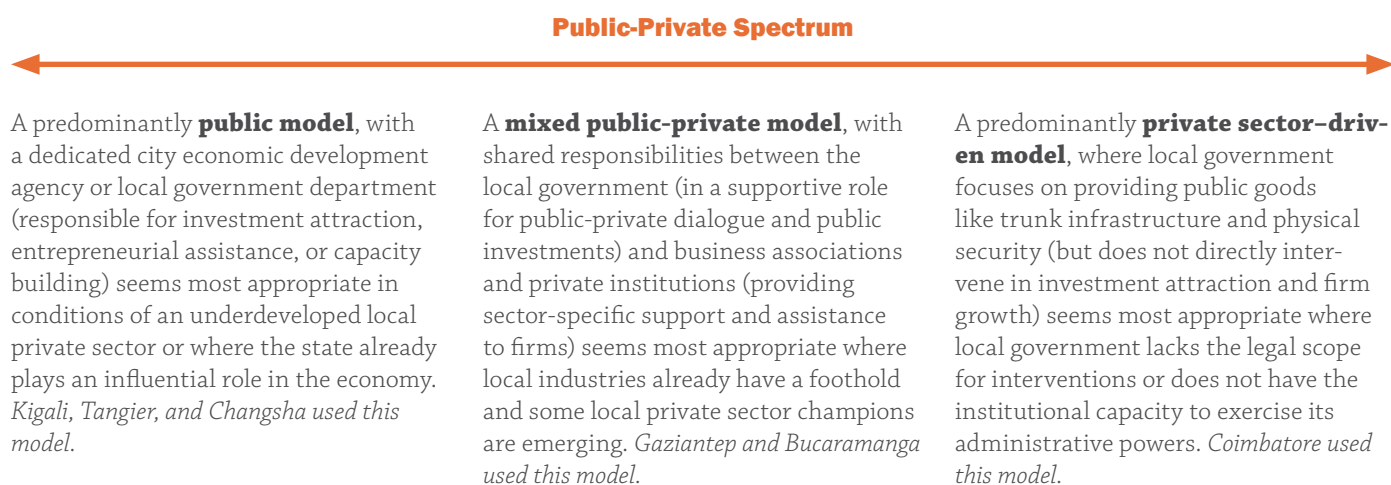 Public-Private Spectrum
A predominantly public model, with
a dedicated city economic development
agency or local government department
(responsible for investment attraction,
entrepreneurial assistance, or capacity
building) seems most appropriate in
conditions of an underdeveloped local
private sector or where the state already
plays an influential role in the economy.
Kigali, Tangier, and Changsha used this
model.
A mixed public-private model, with
shared responsibilities between the
local government (in a supportive role
for public-private dialogue and public
investments) and business associations
and private institutions (providing
sector-specific support and assistance
to firms) seems most appropriate where
local industries already have a foothold
and some local private sector champions
are emerging. Gaziantep and Bucaramanga
used this model.
A predominantly private sector–driv-
en model, where local government
focuses on providing public goods
like trunk infrastructure and physical
security (but does not directly inter-
vene in investment attraction and firm
growth) seems most appropriate where
local government lacks the legal scope
for interventions or does not have the
institutional capacity to exercise its
administrative powers. Coimbatore used
this model.